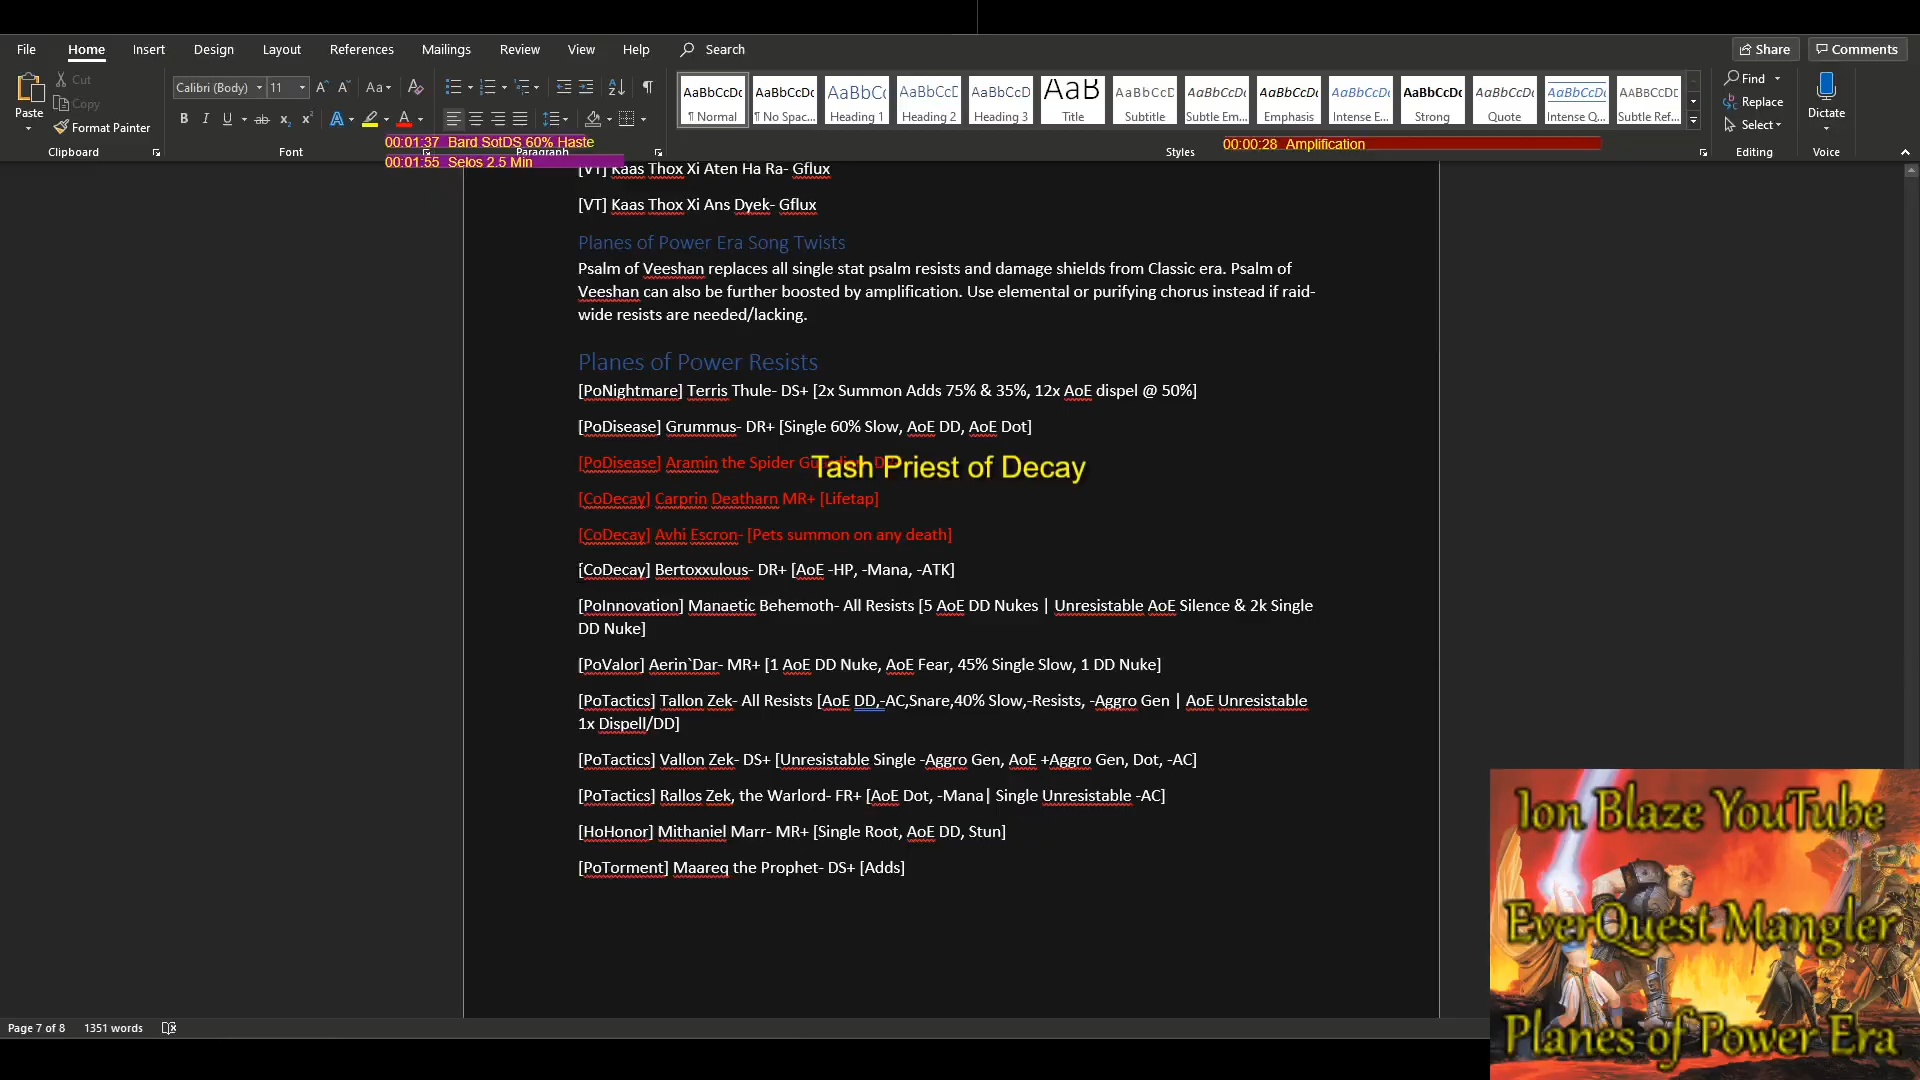 File Home Insert Design Layout References Mailings Review View Help Search Share Comments
Paste Cut Copy Format Painter
Calibri (Body) 11
AaBbCcDc AaBbCcDc AaBbCc AaBbCcD AaBbCcD AaB AaBbCcD AaBbCcDc AaBbCcDc AaBbCcDc AaBbCcDc AaBbCcDc AaBbCcDc AaBbCcDc
¶ Normal ¶ No Spac... Heading 1 Heading 2 Heading 3 Title Subtitle Subtle Em... Emphasis Intense E... Strong Quote Intense Q... Subtle Ref...
Find Replace Select Dictate
Clipboard Font Paragraph Styles Editing Voice
00:01:37 Bard SotDS 60% Haste
00:01:55 Selos 2.5 Min
00:00:28 Amplification
[VT] Kaas Thox Xi Aten Ha Ra- Gflux
[VT] Kaas Thox Xi Ans Dyek- Gflux
Planes of Power Era Song Twists
Psalm of Veeshan replaces all single stat psalm resists and damage shields from Classic era. Psalm of
Veeshan can also be further boosted by amplification. Use elemental or purifying chorus instead if raid-
wide resists are needed/lacking.
Planes of Power Resists
[PoNightmare] Terris Thule- DS+ [2x Summon Adds 75% & 35%, 12x AoE dispel @ 50%]
[PoDisease] Grummus- DR+ [Single 60% Slow, AoE DD, AoE Dot]
[PoDisease] Aramin the Spider
Tash Priest of Decay
[CoDecay] Carprin Deatharn MR+ [Lifetap]
[CoDecay] Avhi Escron- [Pets summon on any death]
[CoDecay] Bertoxxulous- DR+ [AoE -HP, -Mana, -ATK]
[PoInnovation] Manaetic Behemoth- All Resists [5 AoE DD Nukes | Unresistable AoE Silence & 2k Single
DD Nuke]
[PoValor] Aerin`Dar- MR+ [1 AoE DD Nuke, AoE Fear, 45% Single Slow, 1 DD Nuke]
[PoTactics] Tallon Zek- All Resists [AoE DD,-AC,Snare,40% Slow,-Resists, -Aggro Gen | AoE Unresistable
1x Dispell/DD]
[PoTactics] Vallon Zek- DS+ [Unresistable Single -Aggro Gen, AoE +Aggro Gen, Dot, -AC]
[PoTactics] Rallos Zek, the Warlord- FR+ [AoE Dot, -Mana| Single Unresistable -AC]
[HoHonor] Mithaniel Marr- MR+ [Single Root, AoE DD, Stun]
[PoTorment] Maareq the Prophet- DS+ [Adds]
Ion Blaze YouTube
EverQuest Mangler
Planes of Power Era
Page 7 of 8 1351 words